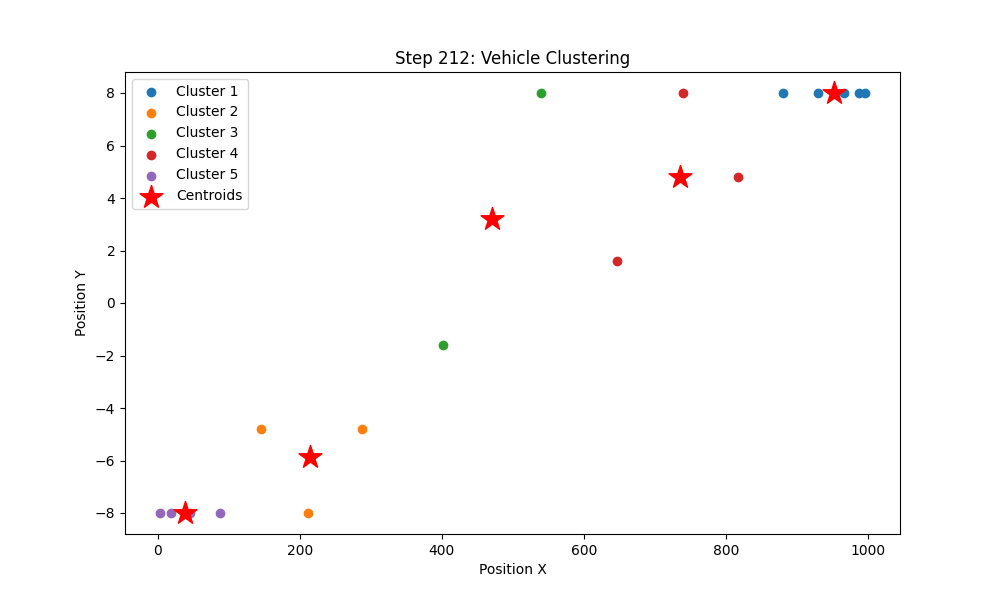 Step 212: Vehicle Clustering
Cluster 1
Cluster 2
Cluster 3
Cluster 4
Cluster 5
Centroids
8
6
4
2
0
−2
−4
−6
−8
Position Y
0 200 400 600 800 1000
Position X